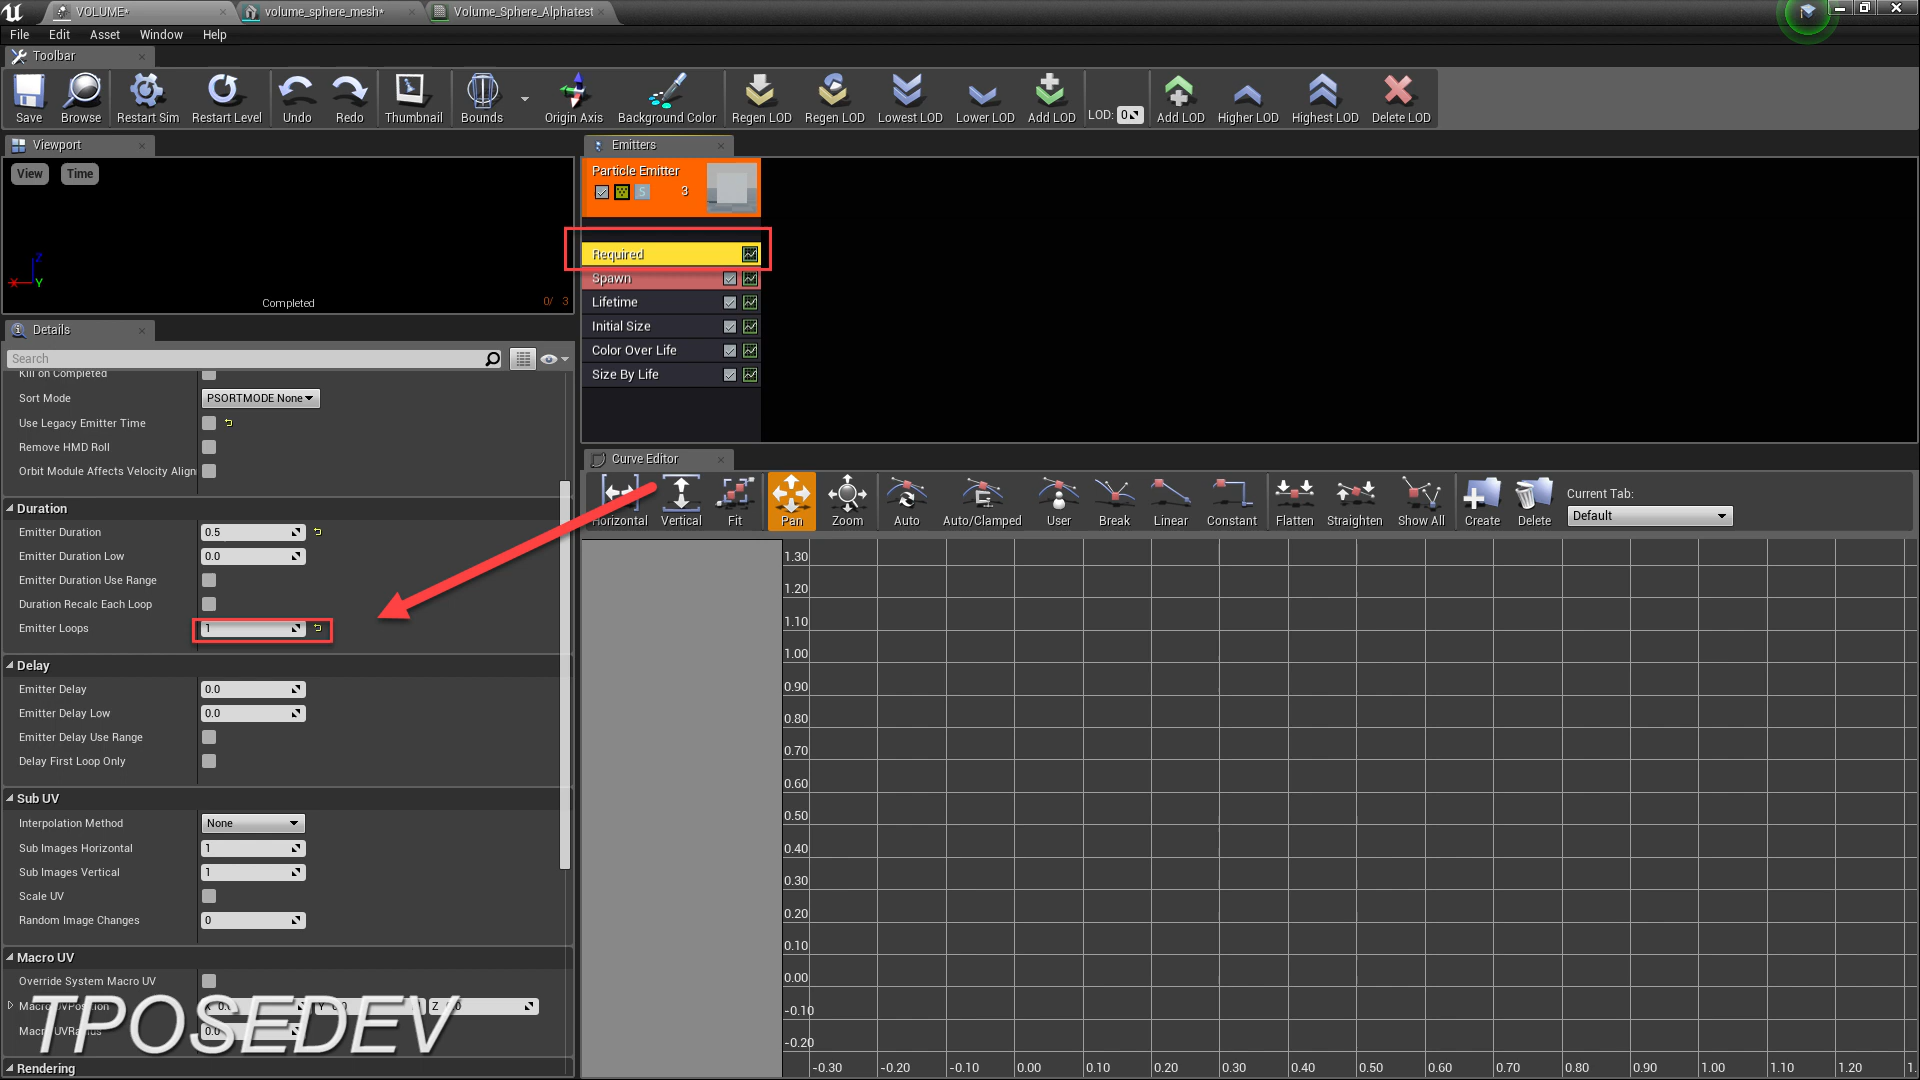 VOLUME*
volume_sphere_mesh*
Volume_Sphere_Alphatest
File Edit Asset Window Help
Toolbar
Save
Browse
Restart Sim
Restart Level
Undo
Redo
Thumbnail
Bounds
Origin Axis
Background Color
Regen LOD
Regen LOD
Lowest LOD
Lower LOD
Add LOD
LOD: 0
Add LOD
Higher LOD
Highest LOD
Delete LOD
Viewport
View
Time
Z
X
Y
Completed
0/ 3
Emitters
Particle Emitter
S
3
Required
Spawn
Lifetime
Initial Size
Color Over Life
Size By Life
Details
Search
Kill on Completed
Sort Mode PSORTMODE None
Use Legacy Emitter Time
Remove HMD Roll
Orbit Module Affects Velocity Align
Duration
Emitter Duration 0.5
Emitter Duration Low 0.0
Emitter Duration Use Range
Duration Recalc Each Loop
Emitter Loops 1
Delay
Emitter Delay 0.0
Emitter Delay Low 0.0
Emitter Delay Use Range
Delay First Loop Only
Sub UV
Interpolation Method None
Sub Images Horizontal 1
Sub Images Vertical 1
Scale UV
Random Image Changes 0
Macro UV
Override System Macro UV
TPOSEDEV
Rendering
Curve Editor
Horizontal
Vertical
Fit
Pan
Zoom
Auto
Auto/Clamped
User
Break
Linear
Constant
Flatten
Straighten
Show All
Create
Delete
Current Tab:
Default
1.30
1.20
1.10
1.00
0.90
0.80
0.70
0.60
0.50
0.40
0.30
0.20
0.10
0.00
-0.10
-0.20
-0.30 -0.20 -0.10 0.00 0.10 0.20 0.30 0.40 0.50 0.60 0.70 0.80 0.90 1.00 1.10 1.20 1.